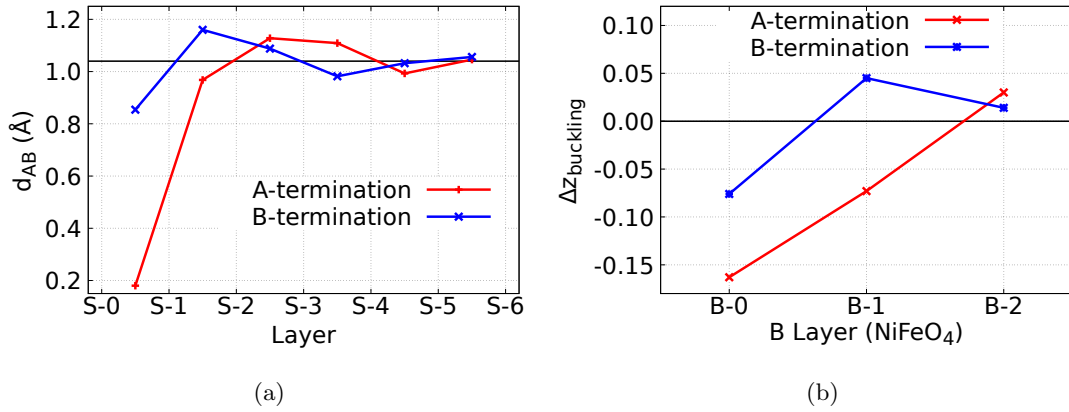 1.2
1.0
0.8
0.6
0.4
0.2
d_AB (Å)
A-termination
B-termination
S-0 S-1 S-2 S-3 S-4 S-5 S-6
Layer
(a)
0.10
0.05
0.00
-0.05
-0.10
-0.15
Δz_buckling
A-termination
B-termination
B-0 B-1 B-2
B Layer (NiFeO₄)
(b)